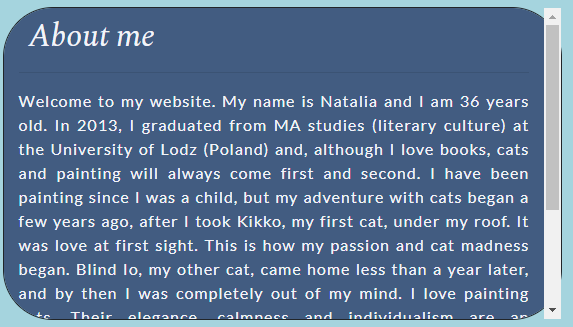 About me
Welcome to my website. My name is Natalia and I am 36 years
old. In 2013, I graduated from MA studies (literary culture) at
the University of Lodz (Poland) and, although I love books, cats
and painting will always come first and second. I have been
painting since I was a child, but my adventure with cats began a
few years ago, after I took Kikko, my first cat, under my roof. It
was love at first sight. This is how my passion and cat madness
began. Blind Io, my other cat, came home less than a year later,
and by then I was completely out of my mind. I love painting
Their elegance, calmness and individualism are an